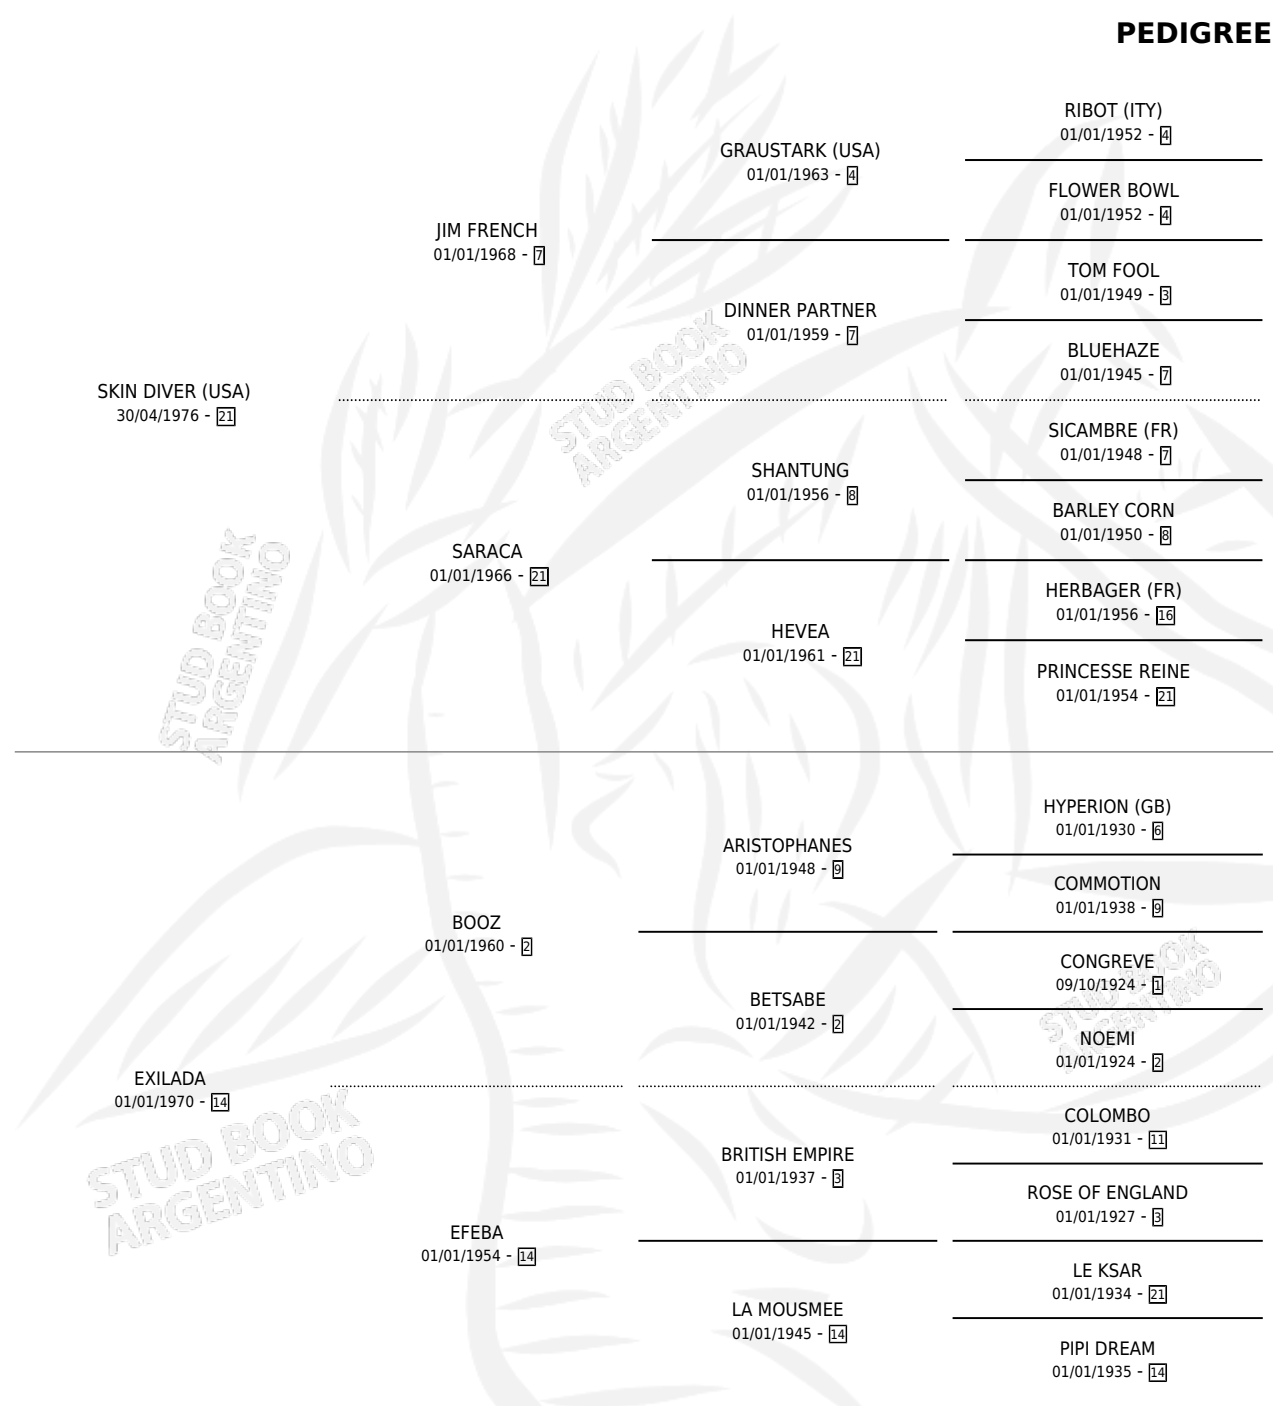 PEDIGREE
SKIN DIVER (USA)
30/04/1976 - 21
JIM FRENCH
01/01/1968 - 7
GRAUSTARK (USA)
01/01/1963 - 4
RIBOT (ITY)
01/01/1952 - 4
FLOWER BOWL
01/01/1952 - 4
DINNER PARTNER
01/01/1959 - 7
TOM FOOL
01/01/1949 - 3
BLUEHAZE
01/01/1945 - 7
SARACA
01/01/1966 - 21
SHANTUNG
01/01/1956 - 8
SICAMBRE (FR)
01/01/1948 - 7
BARLEY CORN
01/01/1950 - 8
HEVEA
01/01/1961 - 21
HERBAGER (FR)
01/01/1956 - 16
PRINCESSE REINE
01/01/1954 - 21
EXILADA
01/01/1970 - 14
BOOZ
01/01/1960 - 2
ARISTOPHANES
01/01/1948 - 9
HYPERION (GB)
01/01/1930 - 6
COMMOTION
01/01/1938 - 9
BETSABE
01/01/1942 - 2
CONGREVE
09/10/1924 - 1
NOEMI
01/01/1924 - 2
EFEBA
01/01/1954 - 14
BRITISH EMPIRE
01/01/1937 - 3
COLOMBO
01/01/1931 - 11
ROSE OF ENGLAND
01/01/1927 - 3
LA MOUSMEE
01/01/1945 - 14
LE KSAR
01/01/1934 - 21
PIPI DREAM
01/01/1935 - 14
STUD BOOK
ARGENTINO
STUD BOOK
ARGENTINO
STUD BOOK
ARGENTINO
STUD BOOK
ARGENTINO